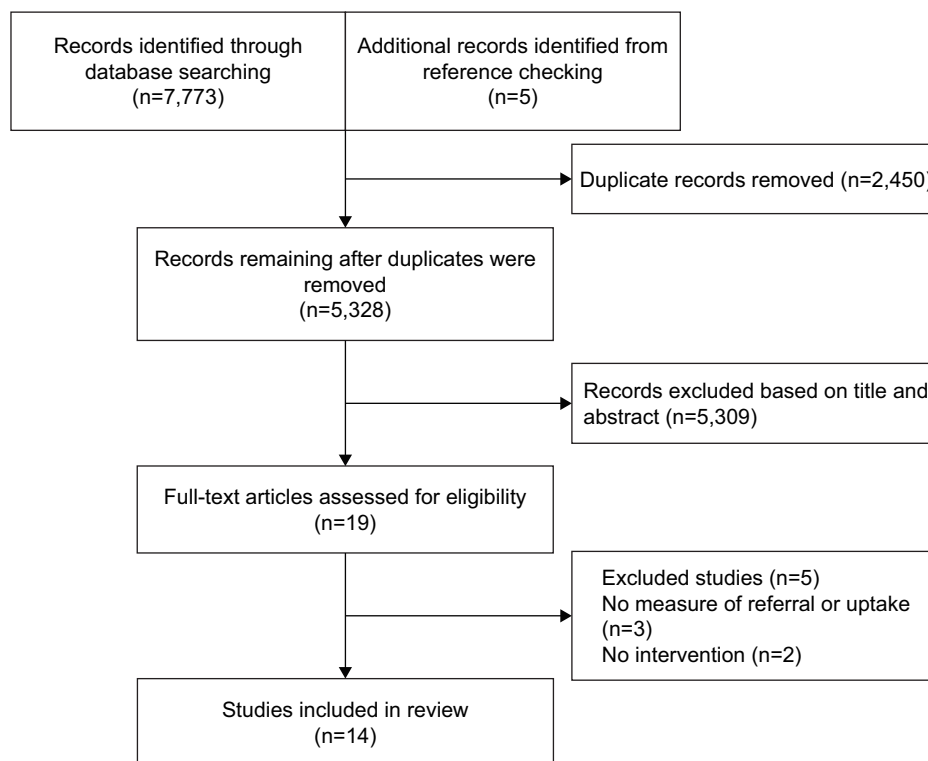 Records identified through
database searching
(n=7,773)
Additional records identified from
reference checking
(n=5)
Duplicate records removed (n=2,450)
Records remaining after duplicates were
removed
(n=5,328)
Records excluded based on title and
abstract (n=5,309)
Full-text articles assessed for eligibility
(n=19)
Excluded studies (n=5)
No measure of referral or uptake
(n=3)
No intervention (n=2)
Studies included in review
(n=14)